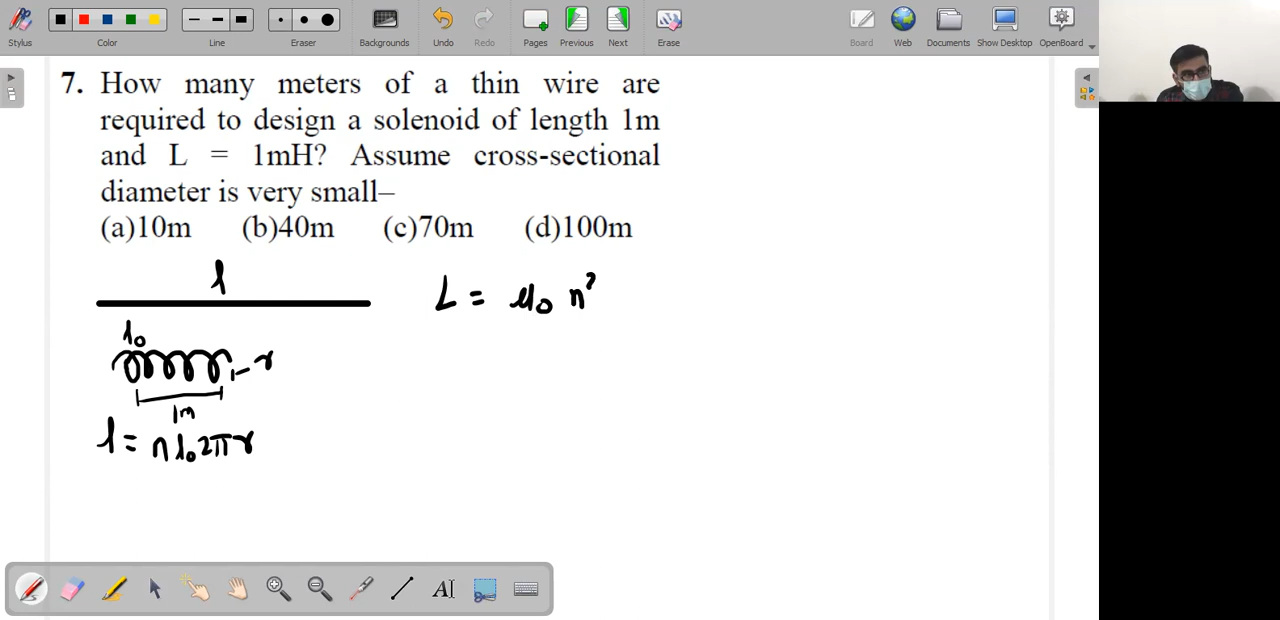 Stylus Color Line Eraser Backgrounds Undo Redo Pages Previous Next Erase Board Web Documents Show Desktop OpenBoard
7. How many meters of a thin wire are
required to design a solenoid of length 1m
and L = 1mH? Assume cross-sectional
diameter is very small–
(a)10m (b)40m (c)70m (d)100m
l
L = μ₀ n²
l₀
r
1m
l = n l₀ 2πr
AI